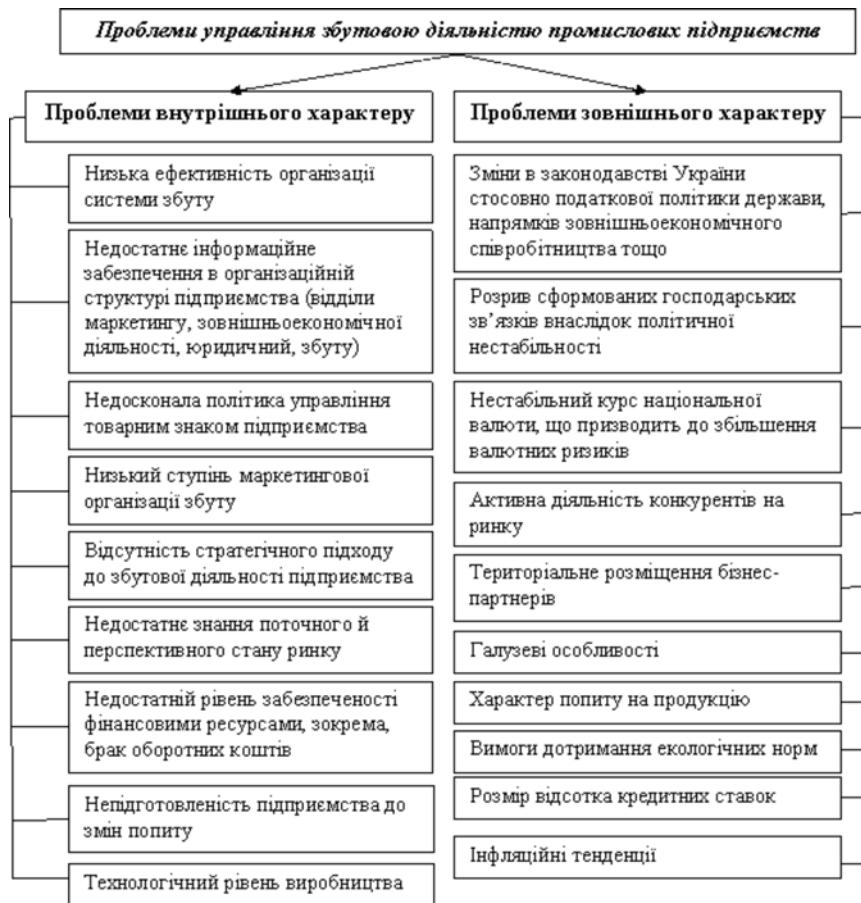 Проблеми управління збутовою діяльністю промислових підприємств
Проблеми внутрішнього характеру
Низька ефективність організації
системи збуту
Недостатнє інформаційне
забезпечення в організаційній
структурі підприємства (відділи
маркетингу, зовнішньоекономічної
діяльності, юридичний, збуту)
Недосконала політика управління
товарним знаком підприємства
Низький ступінь маркетингової
організації збуту
Відсутність стратегічного підходу
до збутової діяльності підприємства
Недостатнє знання поточного й
перспективного стану ринку
Недостатній рівень забезпеченості
фінансовими ресурсами, зокрема,
брак оборотних коштів
Непідготовленість підприємства до
змін попиту
Технологічний рівень виробництва
Проблеми зовнішнього характеру
Зміни в законодавстві України
стосовно податкової політики держави,
напрямків зовнішньоекономічного
співробітництва тощо
Розрив сформованих господарських
зв’язків внаслідок політичної
нестабільності
Нестабільний курс національної
валюти, що призводить до збільшення
валютних ризиків
Активна діяльність конкурентів на
ринку
Територіальне розміщення бізнес-
партнерів
Галузеві особливості
Характер попиту на продукцію
Вимоги дотримання екологічних норм
Розмір відсотка кредитних ставок
Інфляційні тенденції